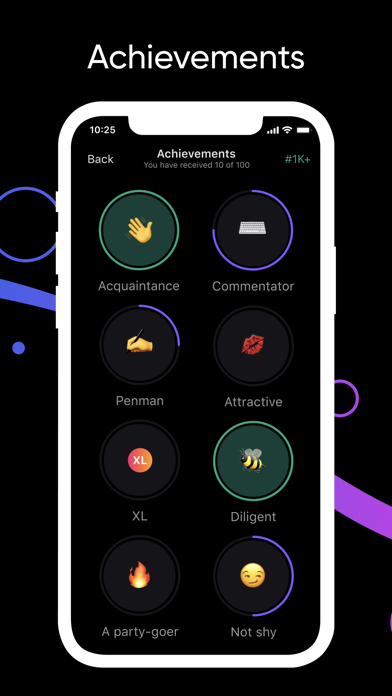 Achievements
10:25
Back
Achievements
#1K+
You have received 10 of 100
Acquaintance
Commentator
Penman
Attractive
XL
XL
Diligent
A party-goer
Not shy